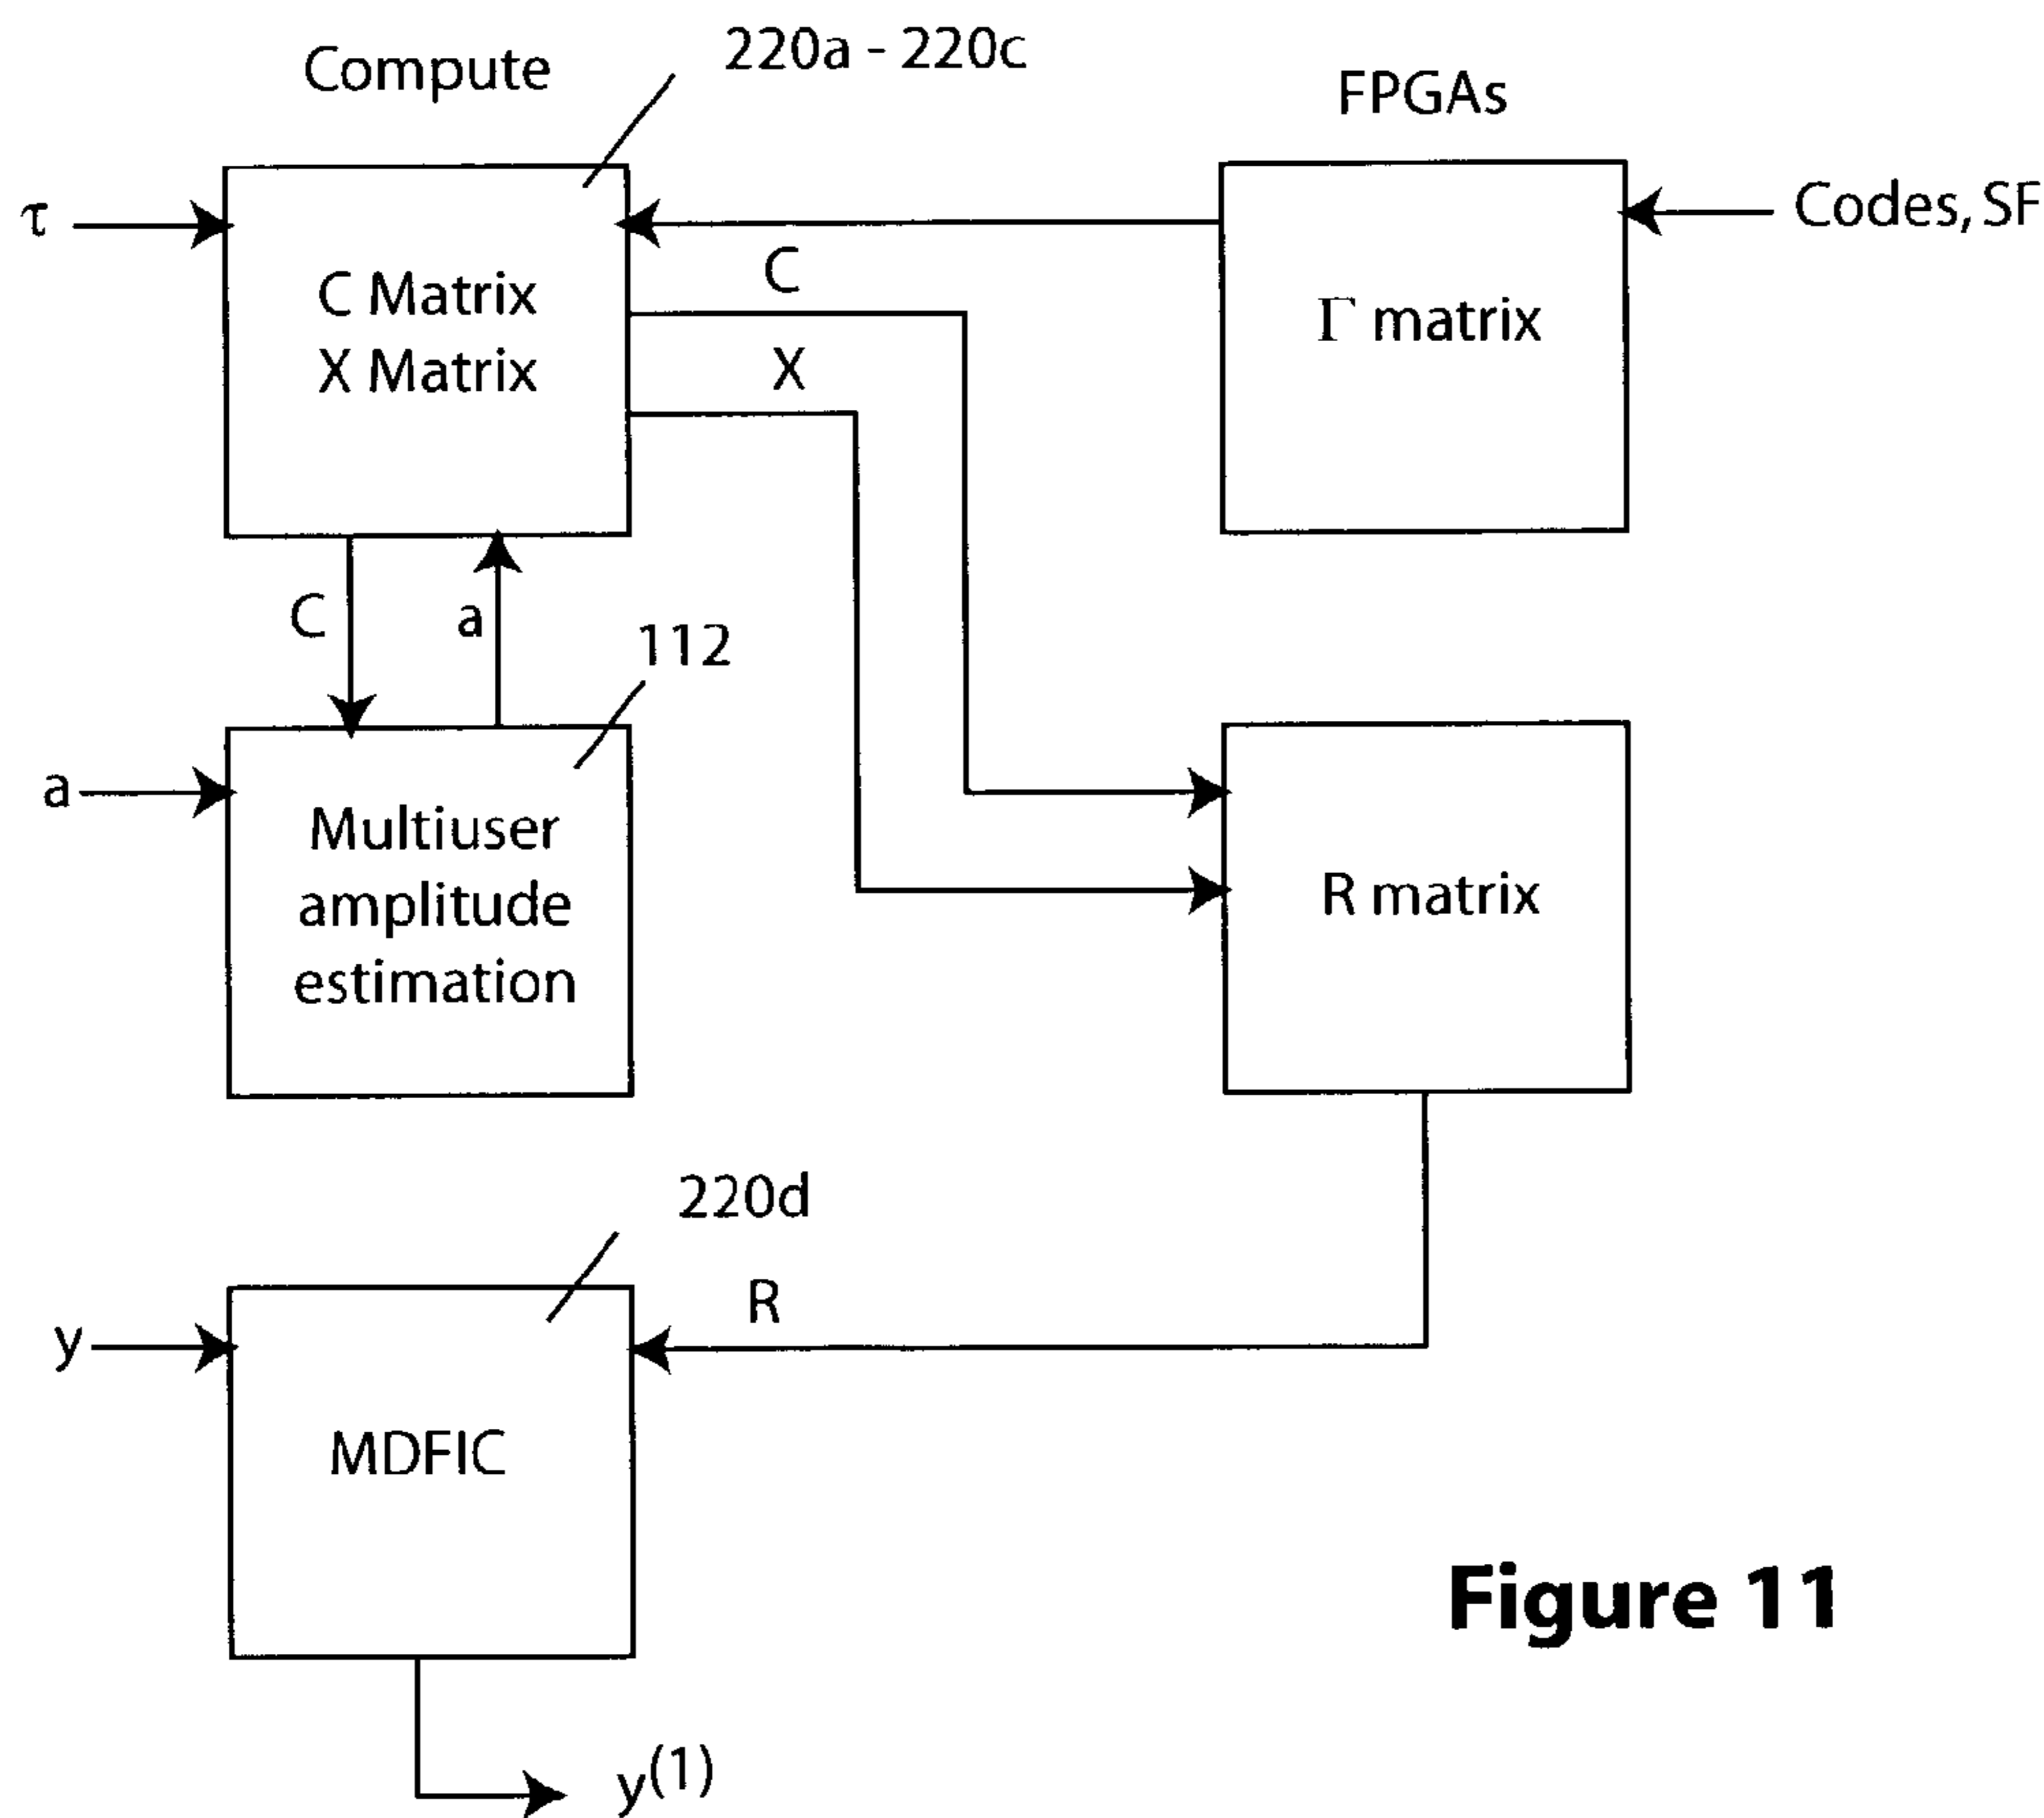 Compute
220a - 220c
FPGAs
τ
C Matrix
X Matrix
C
X
Γ matrix
Codes, SF
C
a
112
a
Multiuser
amplitude
estimation
R matrix
220d
R
y
MDFIC
y(1)
Figure 11